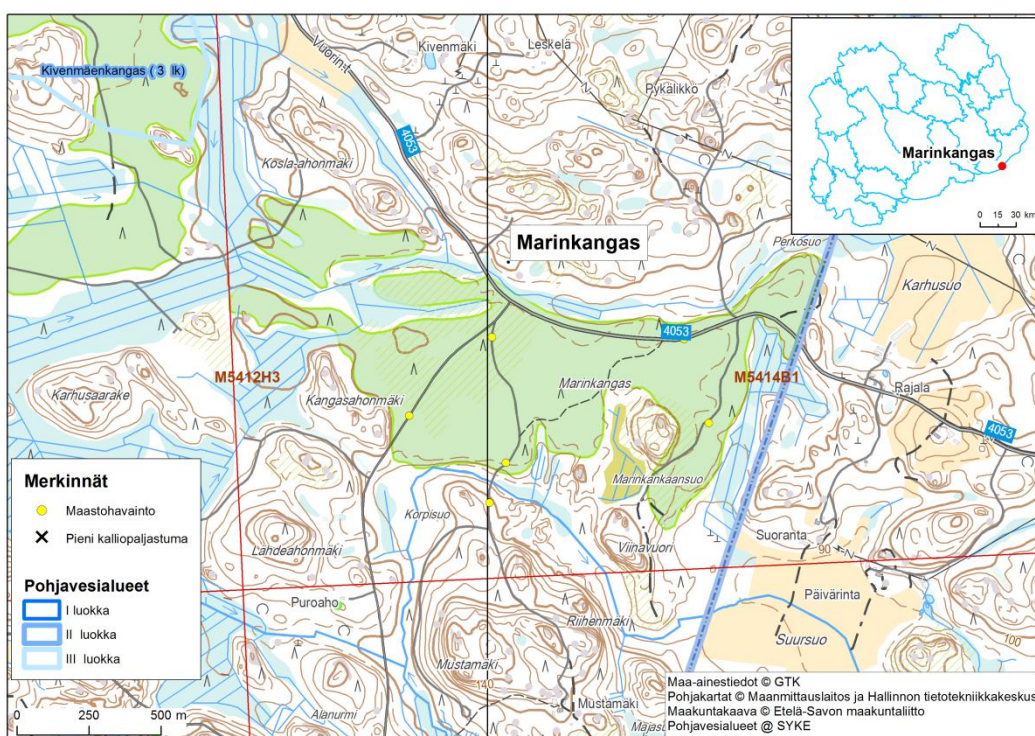 Kivenmäenkangas ( 3 lk)
Vuorin-t
Kivenmäki
Leskelä
Pykälikkö
4053
Kosla-ahonmäki
Marinkangas
Perkosuo
N
Karhusuo
4053
Marinkangas
M5412H3
M5414B1
Kangasahonmäki
Karhusaarake
Rajala
4053
Marinkankaansuo
Korpisuo
Viinavuori
Suoranta
90
Lahdeahonmäki
Puroaho
Päivärinta
Riihenmäki
Suursuo
100
Mustamäki
140
Mustamäki
Alanurmi
Marinkangas
0 15 30 km
Merkinnät
Maastohavainto
Pieni kalliopaljastuma
Pohjavesialueet
I luokka
II luokka
III luokka
0 250 500 m
Maa-ainestiedot © GTK
Pohjakartat © Maanmittauslaitos ja Hallinnon tietotekniikkakeskus
Maakuntakaava © Etelä-Savon maakuntaliitto
Pohjavesialueet @ SYKE